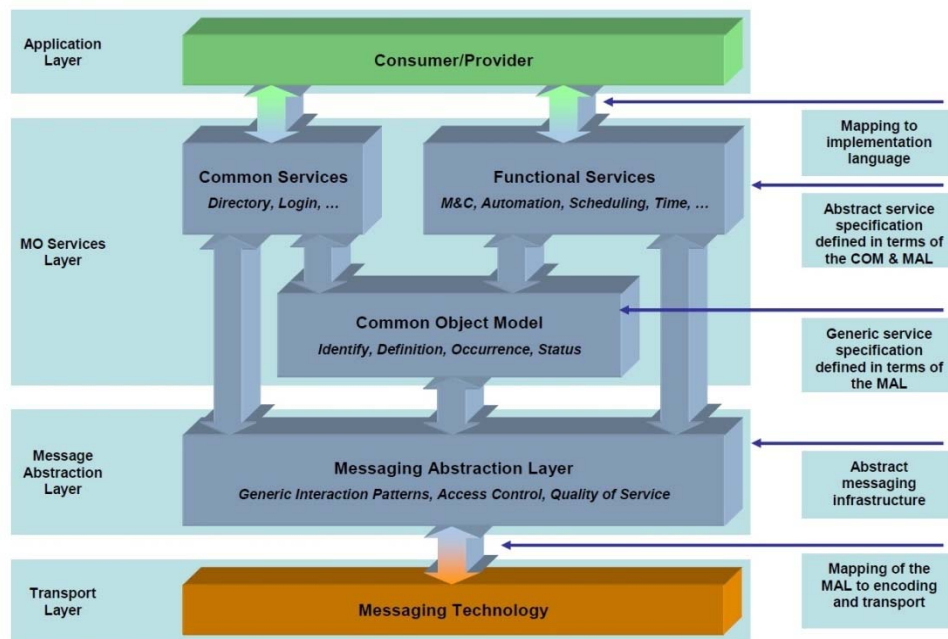 Application
Layer
Consumer/Provider
Mapping to
implementation
language
MO Services
Layer
Common Services
Directory, Login, …
Functional Services
M&C, Automation, Scheduling, Time, …
Abstract service
specification
defined in terms of
the COM & MAL
Common Object Model
Identify, Definition, Occurrence, Status
Generic service
specification
defined in terms of
the MAL
Message
Abstraction
Layer
Messaging Abstraction Layer
Generic Interaction Patterns, Access Control, Quality of Service
Abstract
messaging
infrastructure
Transport
Layer
Messaging Technology
Mapping of the
MAL to encoding
and transport